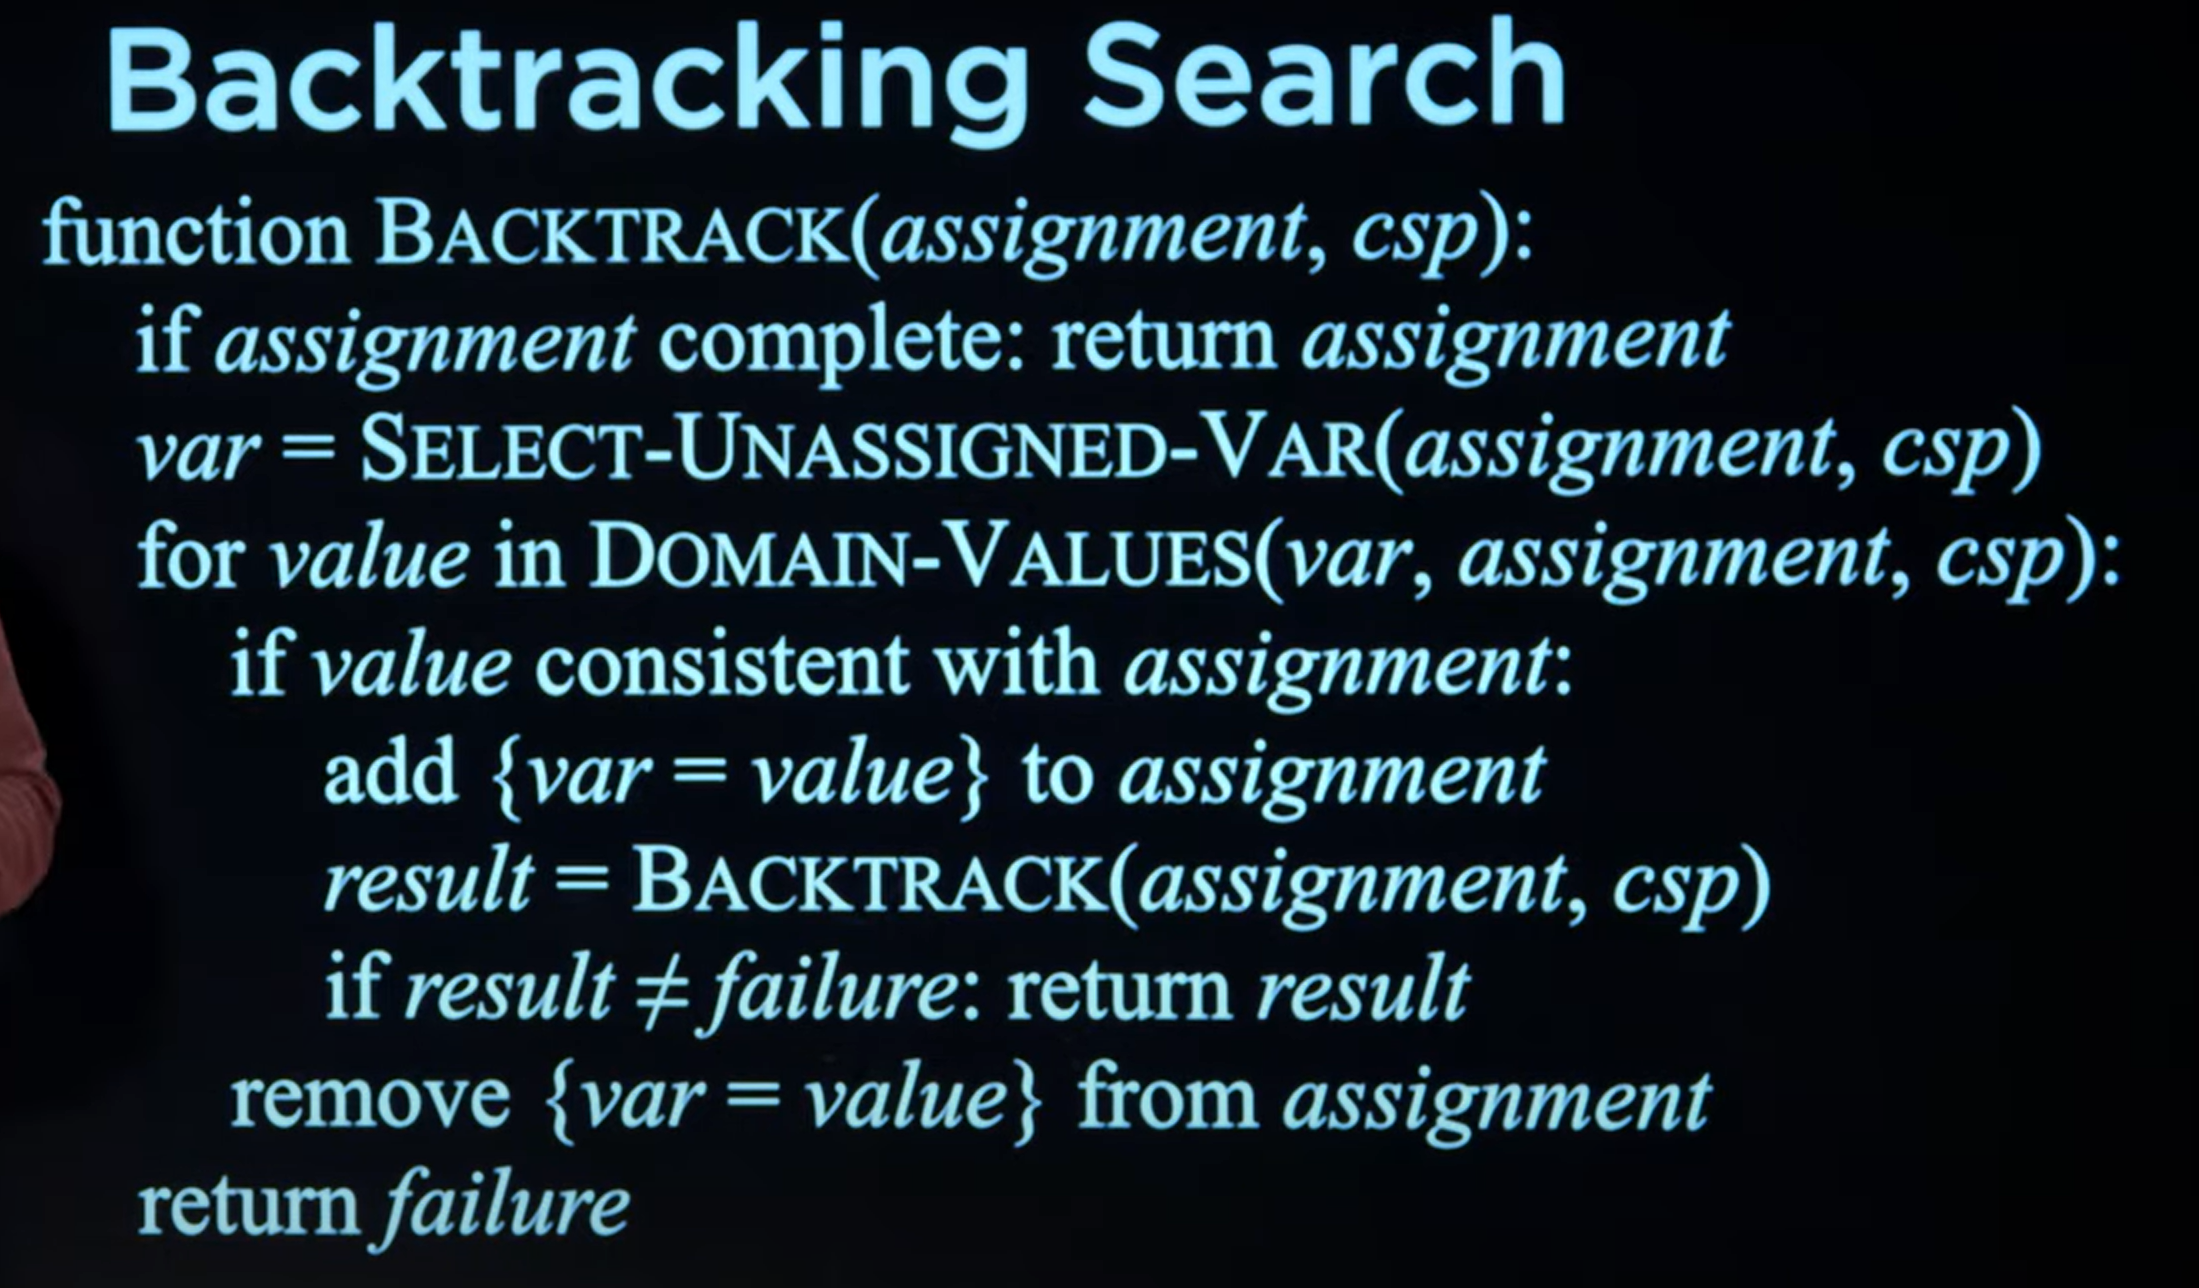 Backtracking Search
function BACKTRACK(assignment, csp):
if assignment complete: return assignment
var = SELECT-UNASSIGNED-VAR(assignment, csp)
for value in DOMAIN-VALUES(var, assignment, csp):
if value consistent with assignment:
add {var = value} to assignment
result = BACKTRACK(assignment, csp)
if result ≠ failure: return result
remove {var = value} from assignment
return failure